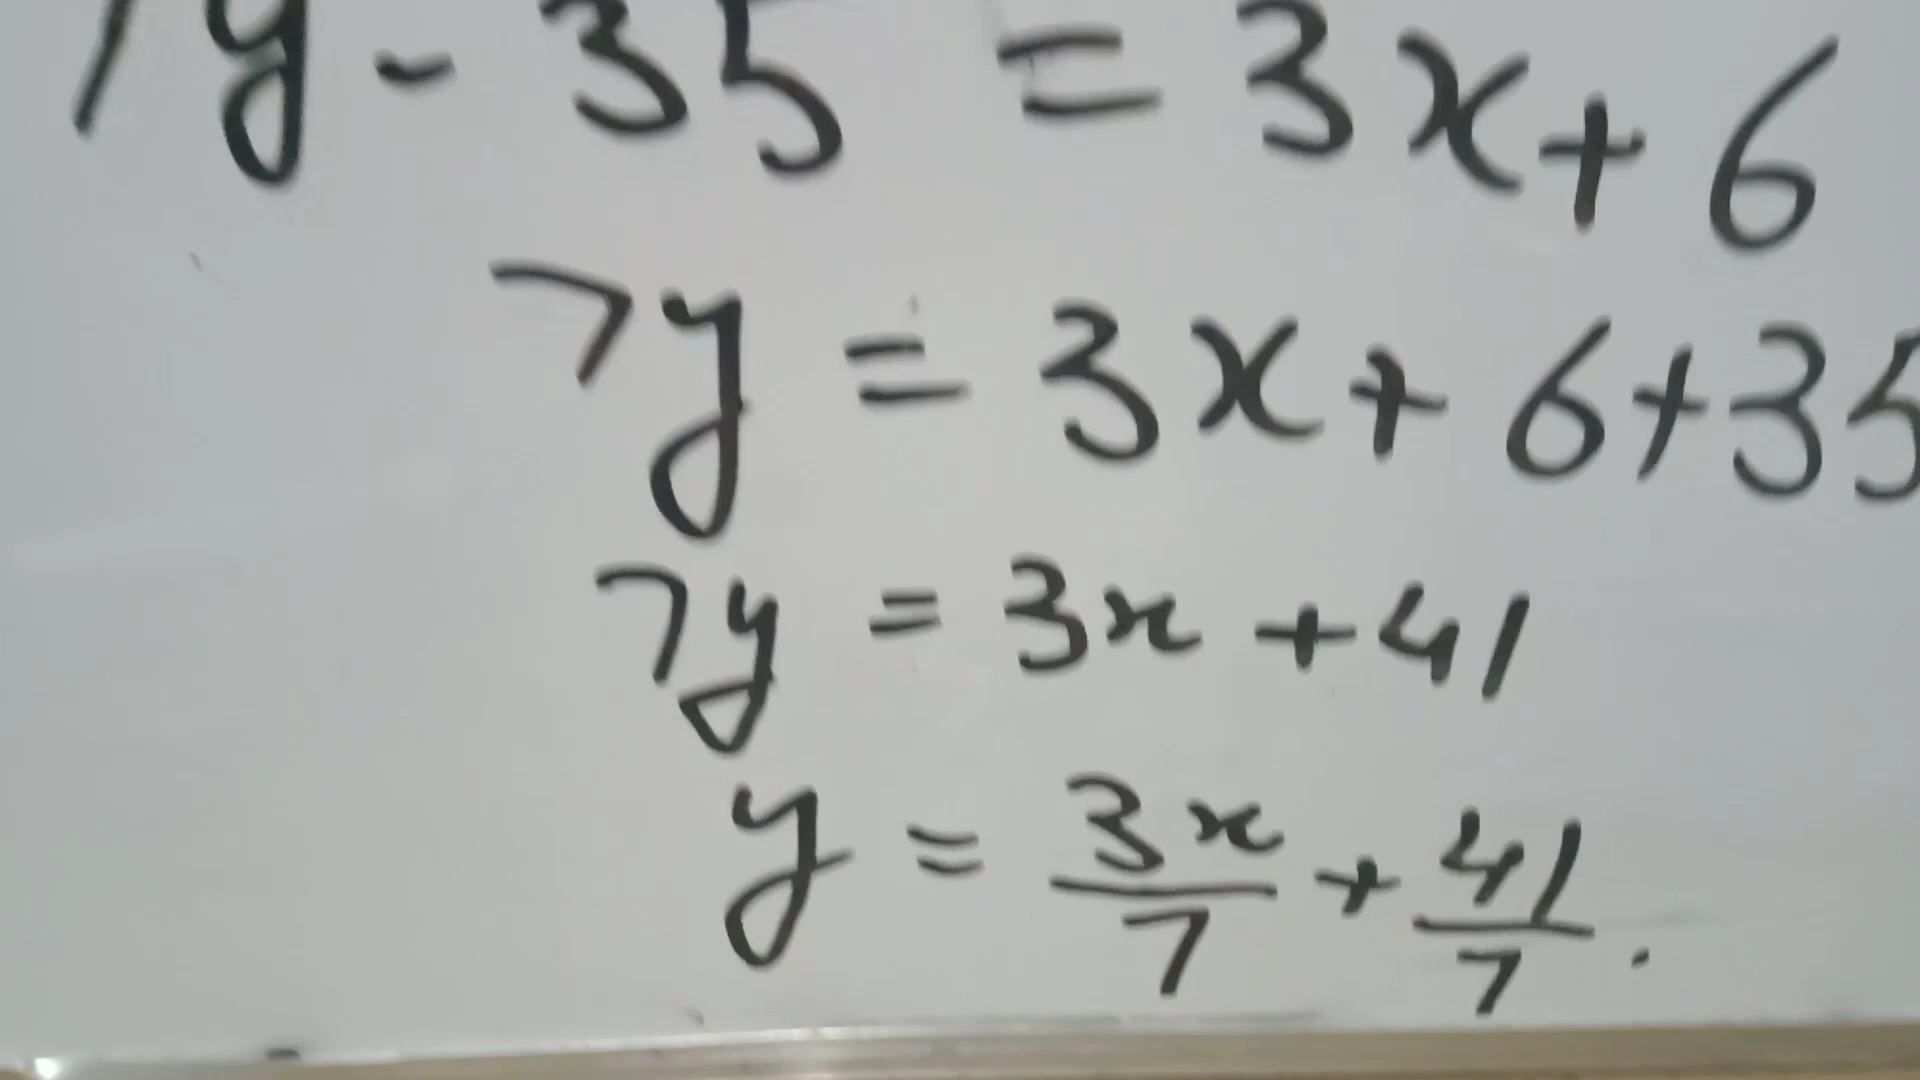 7y - 35 = 3x + 6
7y = 3x + 6 + 35
7y = 3x + 41
y = 3x/7 + 41/7.